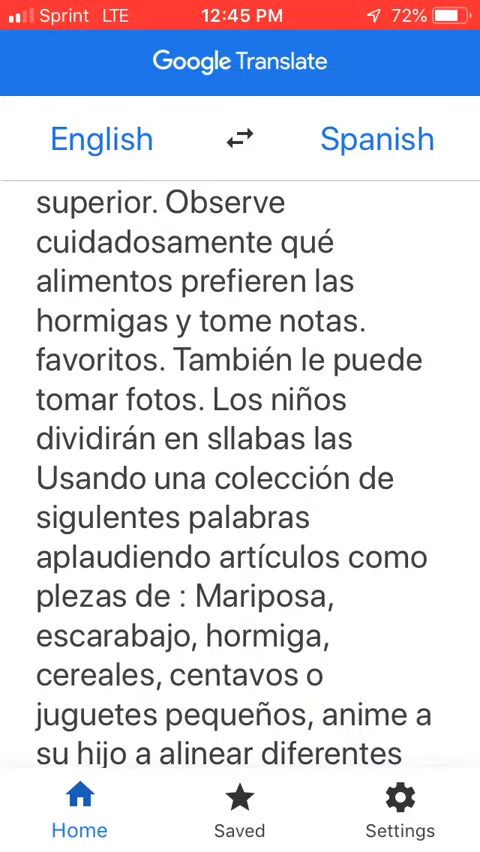 Sprint LTE 12:45 PM 72%
Google Translate
English Spanish
superior. Observe
cuidadosamente qué
alimentos prefieren las
hormigas y tome notas.
favoritos. También le puede
tomar fotos. Los niños
dividirán en sllabas las
Usando una colección de
sigulentes palabras
aplaudiendo artículos como
plezas de : Mariposa,
escarabajo, hormiga,
cereales, centavos o
juguetes pequeños, anime a
su hijo a alinear diferentes
Home Saved Settings